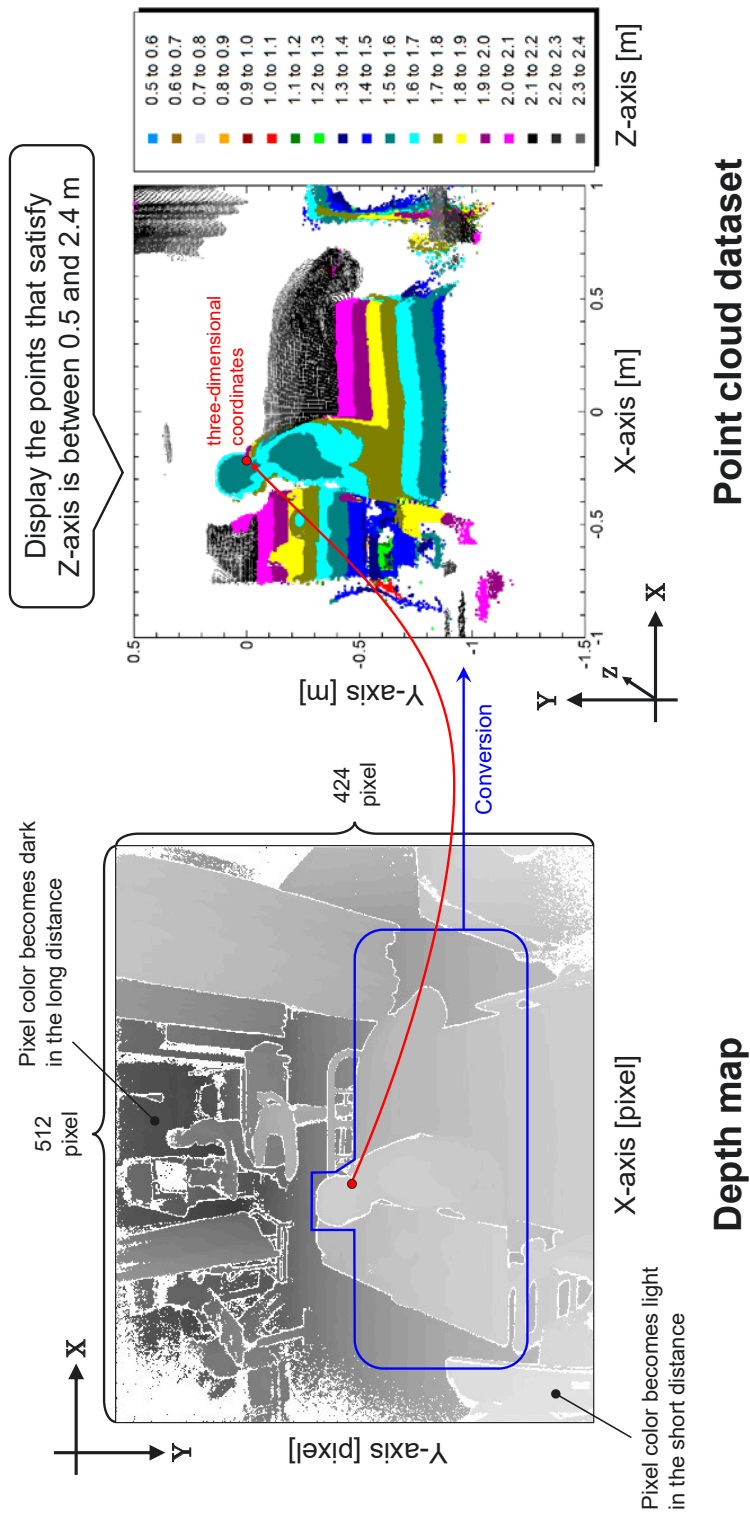 512
pixel
Pixel color becomes dark
in the long distance
424
pixel
X
Y
Y-axis [pixel]
X-axis [pixel]
Pixel color becomes light
in the short distance
Depth map
Conversion
Display the points that satisfy
Z-axis is between 0.5 and 2.4 m
three-dimensional
coordinates
0.5
0
-0.5
-1
-1.5
Y-axis [m]
-1
-0.5
0
0.5
1
X-axis [m]
Y
Z
X
0.5 to 0.6
0.6 to 0.7
0.7 to 0.8
0.8 to 0.9
0.9 to 1.0
1.0 to 1.1
1.1 to 1.2
1.2 to 1.3
1.3 to 1.4
1.4 to 1.5
1.5 to 1.6
1.6 to 1.7
1.7 to 1.8
1.8 to 1.9
1.9 to 2.0
2.0 to 2.1
2.1 to 2.2
2.2 to 2.3
2.3 to 2.4
Z-axis [m]
Point cloud dataset